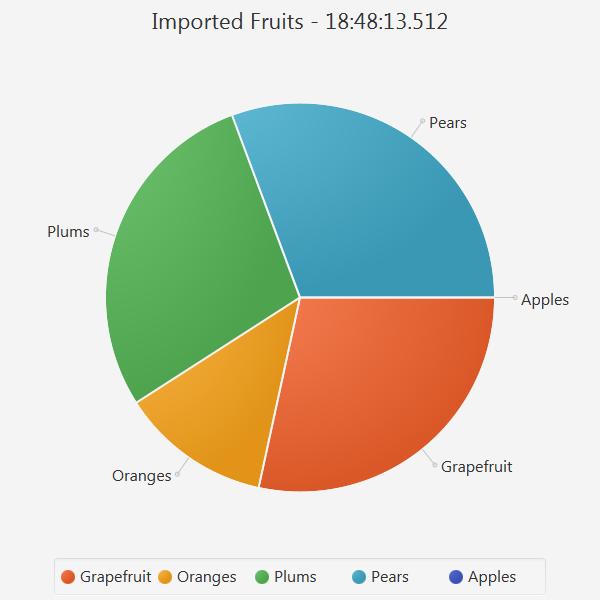 Imported Fruits - 18:48:13.512
Pears
Plums
Apples
Grapefruit
Oranges
Grapefruit Oranges Plums Pears Apples